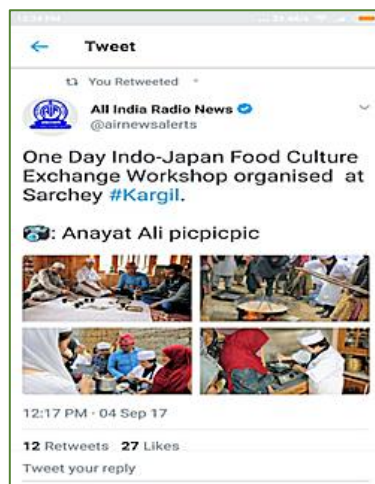 Tweet
You Retweeted
All India Radio News
@airnewsalerts
One Day Indo-Japan Food Culture
Exchange Workshop organised at
Sarchey #Kargil.
: Anayat Ali picpicpic
12:17 PM · 04 Sep 17
12 Retweets 27 Likes
Tweet your reply